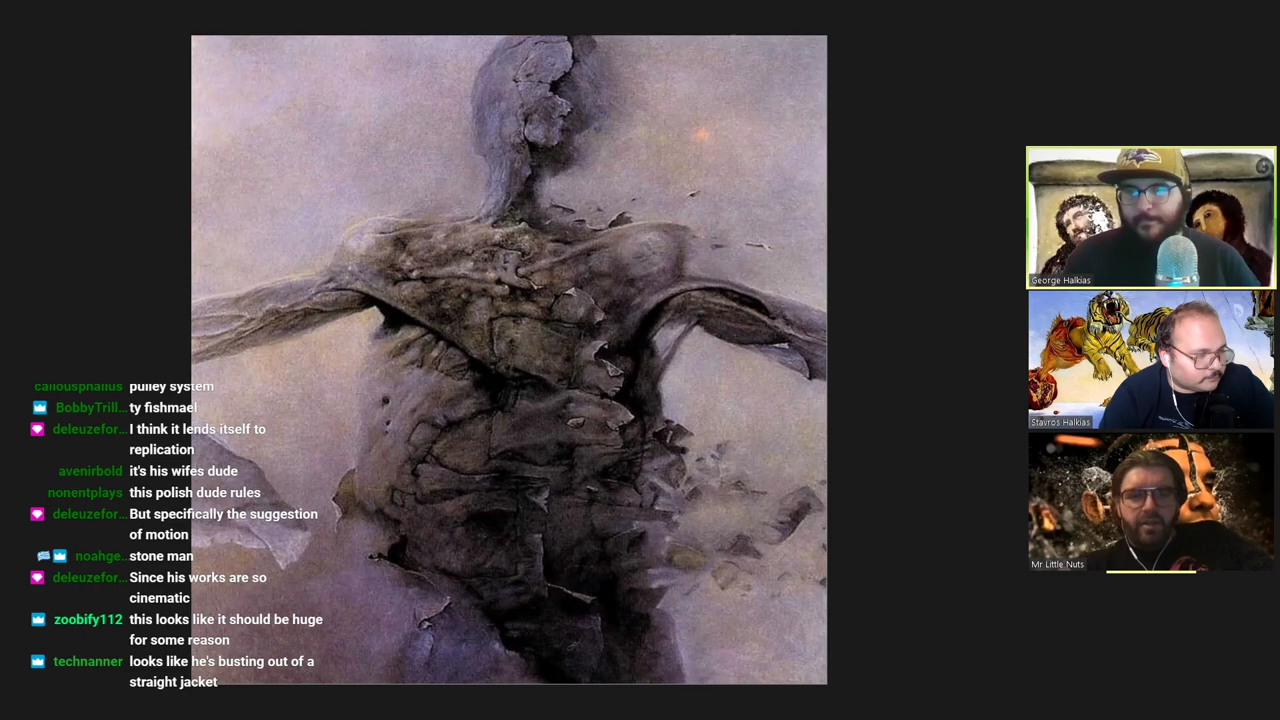 callousphallus pulley system
BobbyTrill... ty fishmael
deleuzefor... I think it lends itself to
replication
avenirbold it's his wifes dude
nonentplays this polish dude rules
deleuzefor... But specifically the suggestion
of motion
noahge... stone man
deleuzefor... Since his works are so
cinematic
zoobify112 this looks like it should be huge
for some reason
technanner looks like he's busting out of a
straight jacket
George Halkias
Stavros Halkias
Mr Little Nuts